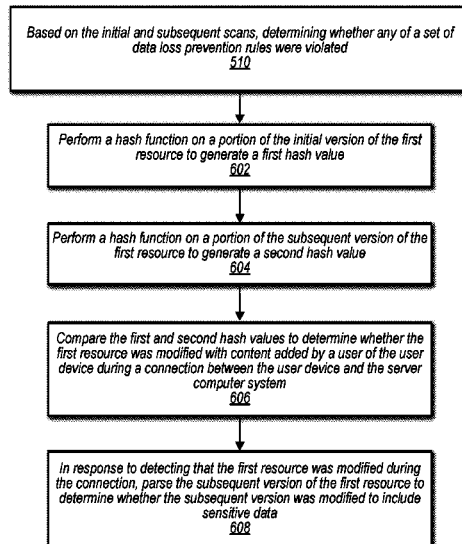 Based on the initial and subsequent scans, determining whether any of a set of
data loss prevention rules were violated
510
Perform a hash function on a portion of the initial version of the first
resource to generate a first hash value
602
Perform a hash function on a portion of the subsequent version of the
first resource to generate a second hash value
604
Compare the first and second hash values to determine whether the
first resource was modified with content added by a user of the user
device during a connection between the user device and the server
computer system
606
In response to detecting that the first resource was modified during
the connection, parse the subsequent version of the first resource to
determine whether the subsequent version was modified to include
sensitive data
608